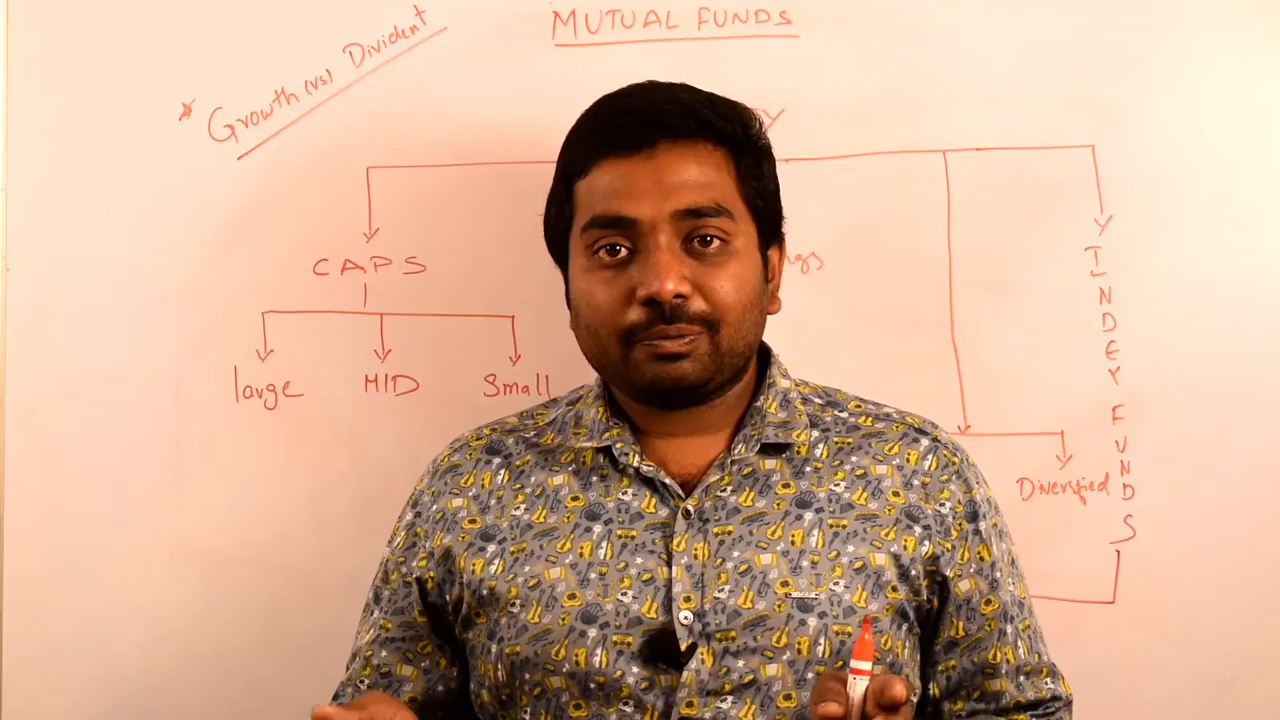 MUTUAL FUNDS
* Growth (vs) Divident
CAPS
large MID Small
Diversified
INDEX FUNDS